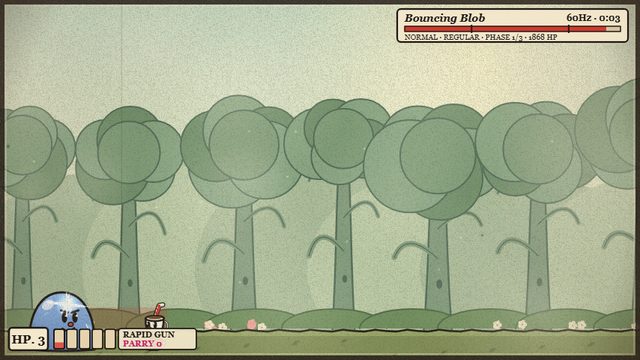 Bouncing Blob 60Hz · 0:03
NORMAL · REGULAR · PHASE 1/3 · 1868 HP
HP. 3
RAPID GUN
PARRY 0